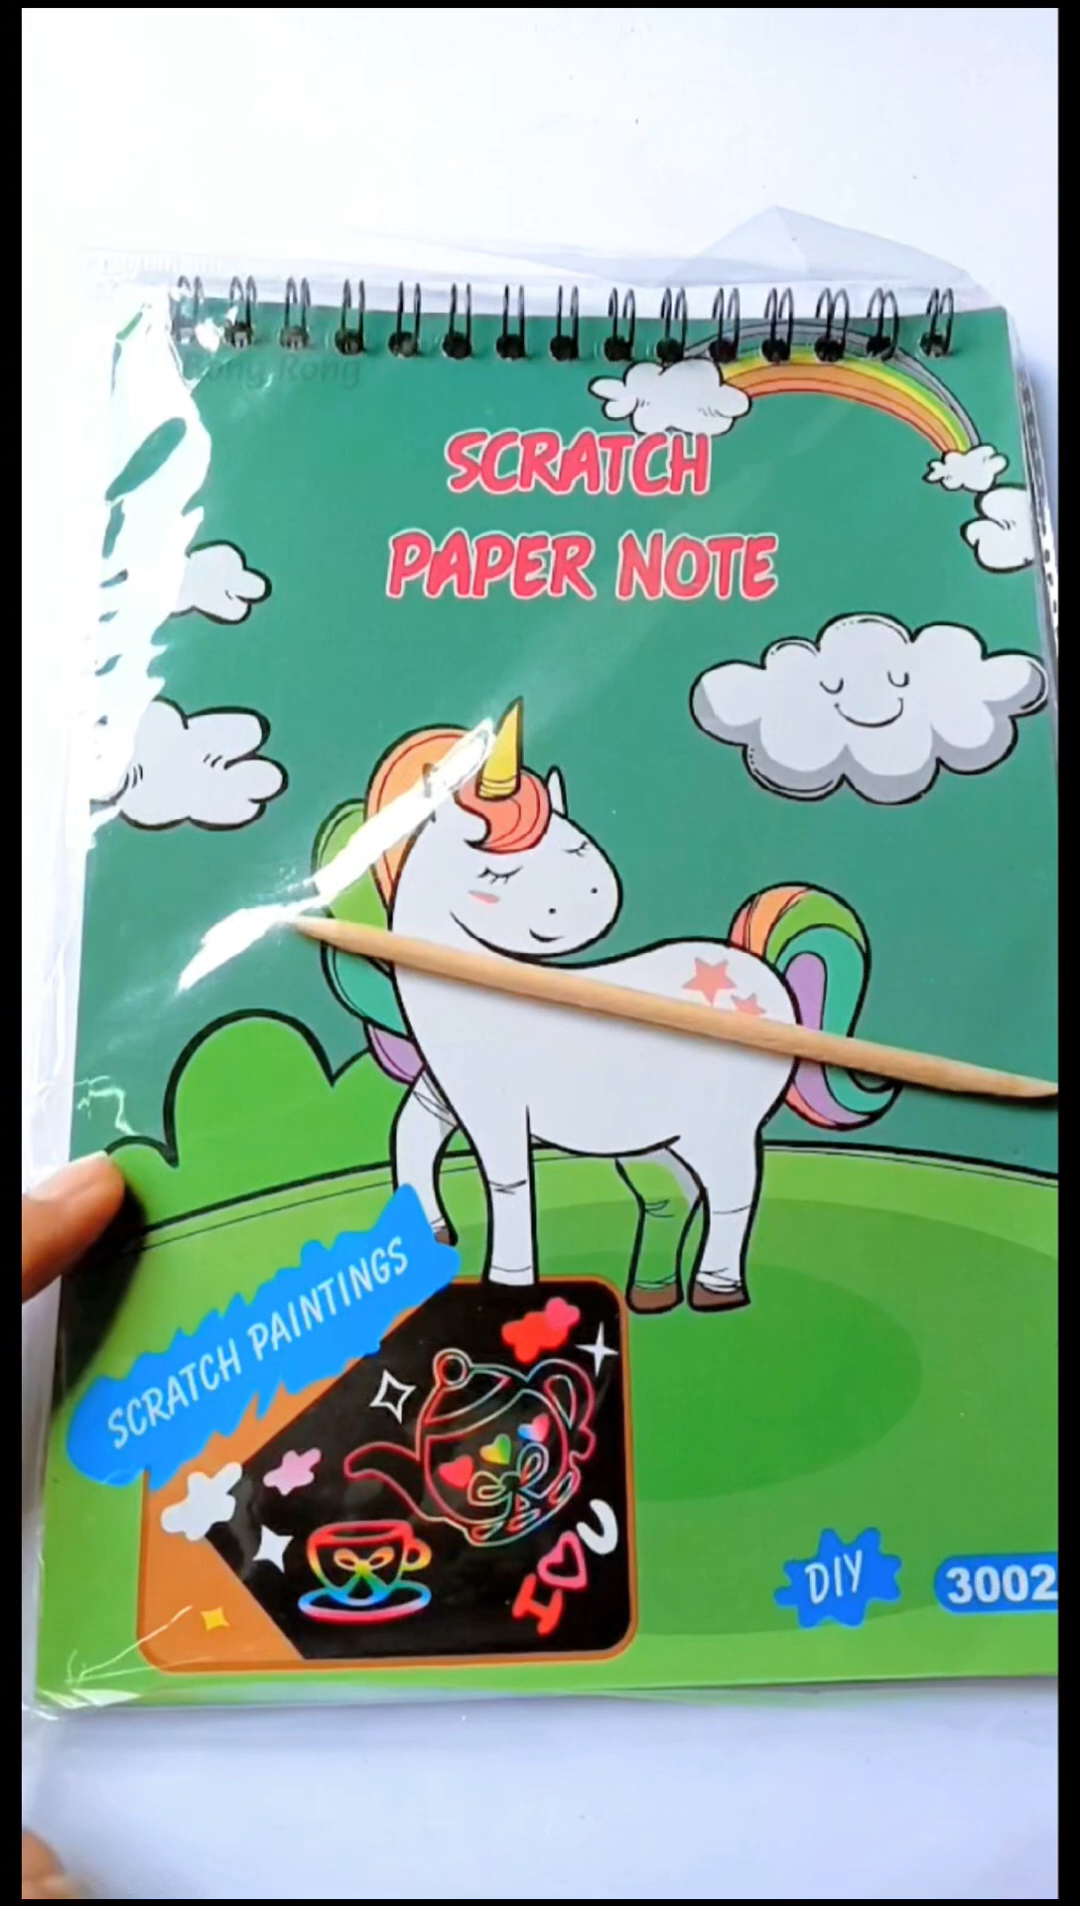 SCRATCH
PAPER NOTE
SCRATCH PAINTINGS
I U
DIY
3002